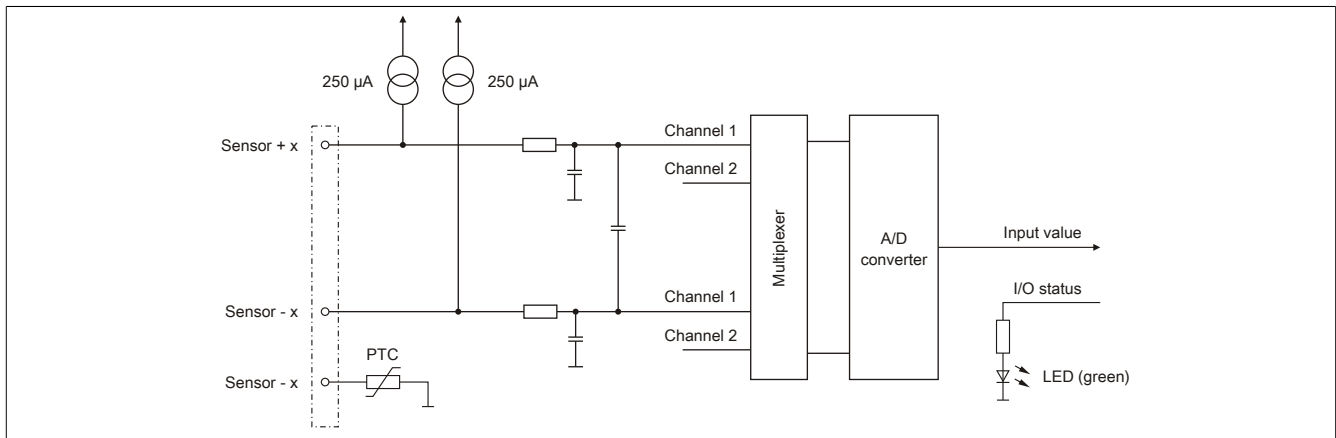 250 µA
250 µA
Sensor + x
Channel 1
Channel 2
Multiplexer
A/D
converter
Input value
I/O status
Sensor - x
Channel 1
Channel 2
PTC
Sensor - x
LED (green)